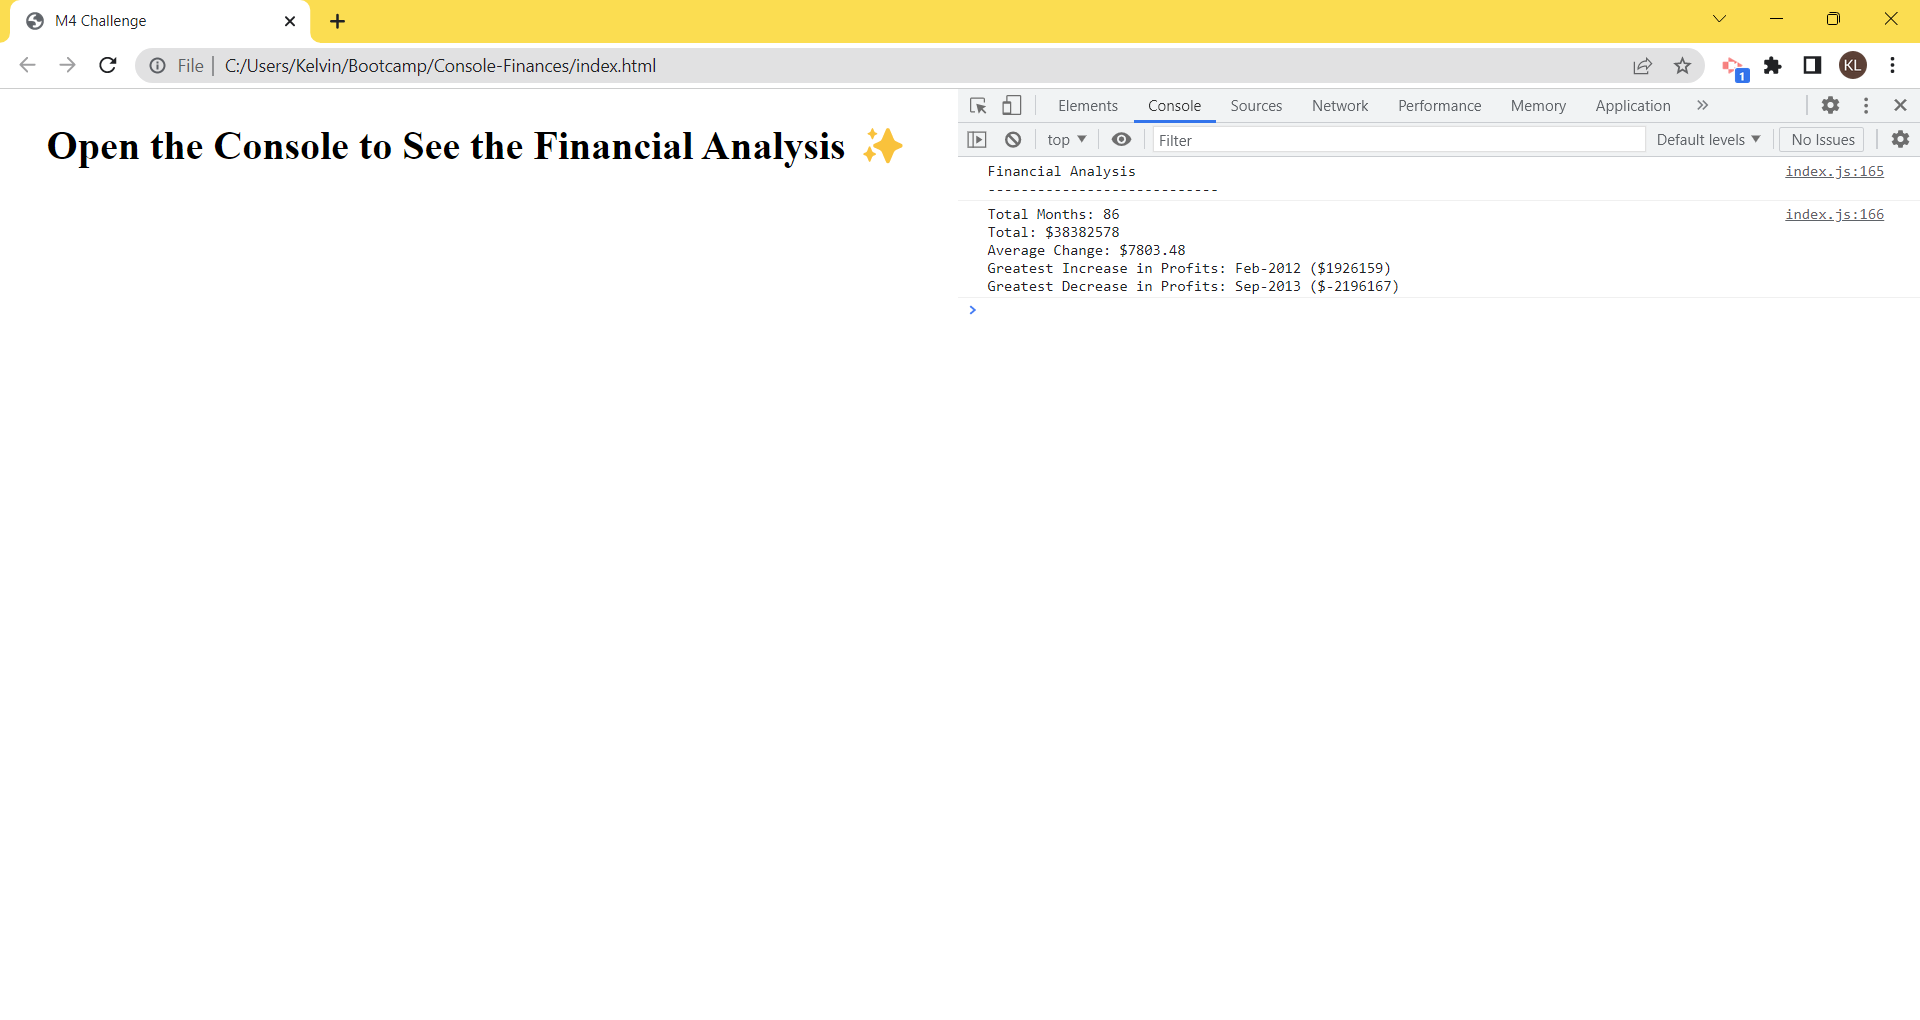 M4 Challenge
File | C:/Users/Kelvin/Bootcamp/Console-Finances/index.html
1
KL
Open the Console to See the Financial Analysis ✨
Elements Console Sources Network Performance Memory Application »
top ▼ Filter Default levels ▼ No Issues
Financial Analysis index.js:165
----------------------------
Total Months: 86 index.js:166
Total: $38382578
Average Change: $7803.48
Greatest Increase in Profits: Feb-2012 ($1926159)
Greatest Decrease in Profits: Sep-2013 ($-2196167)
>